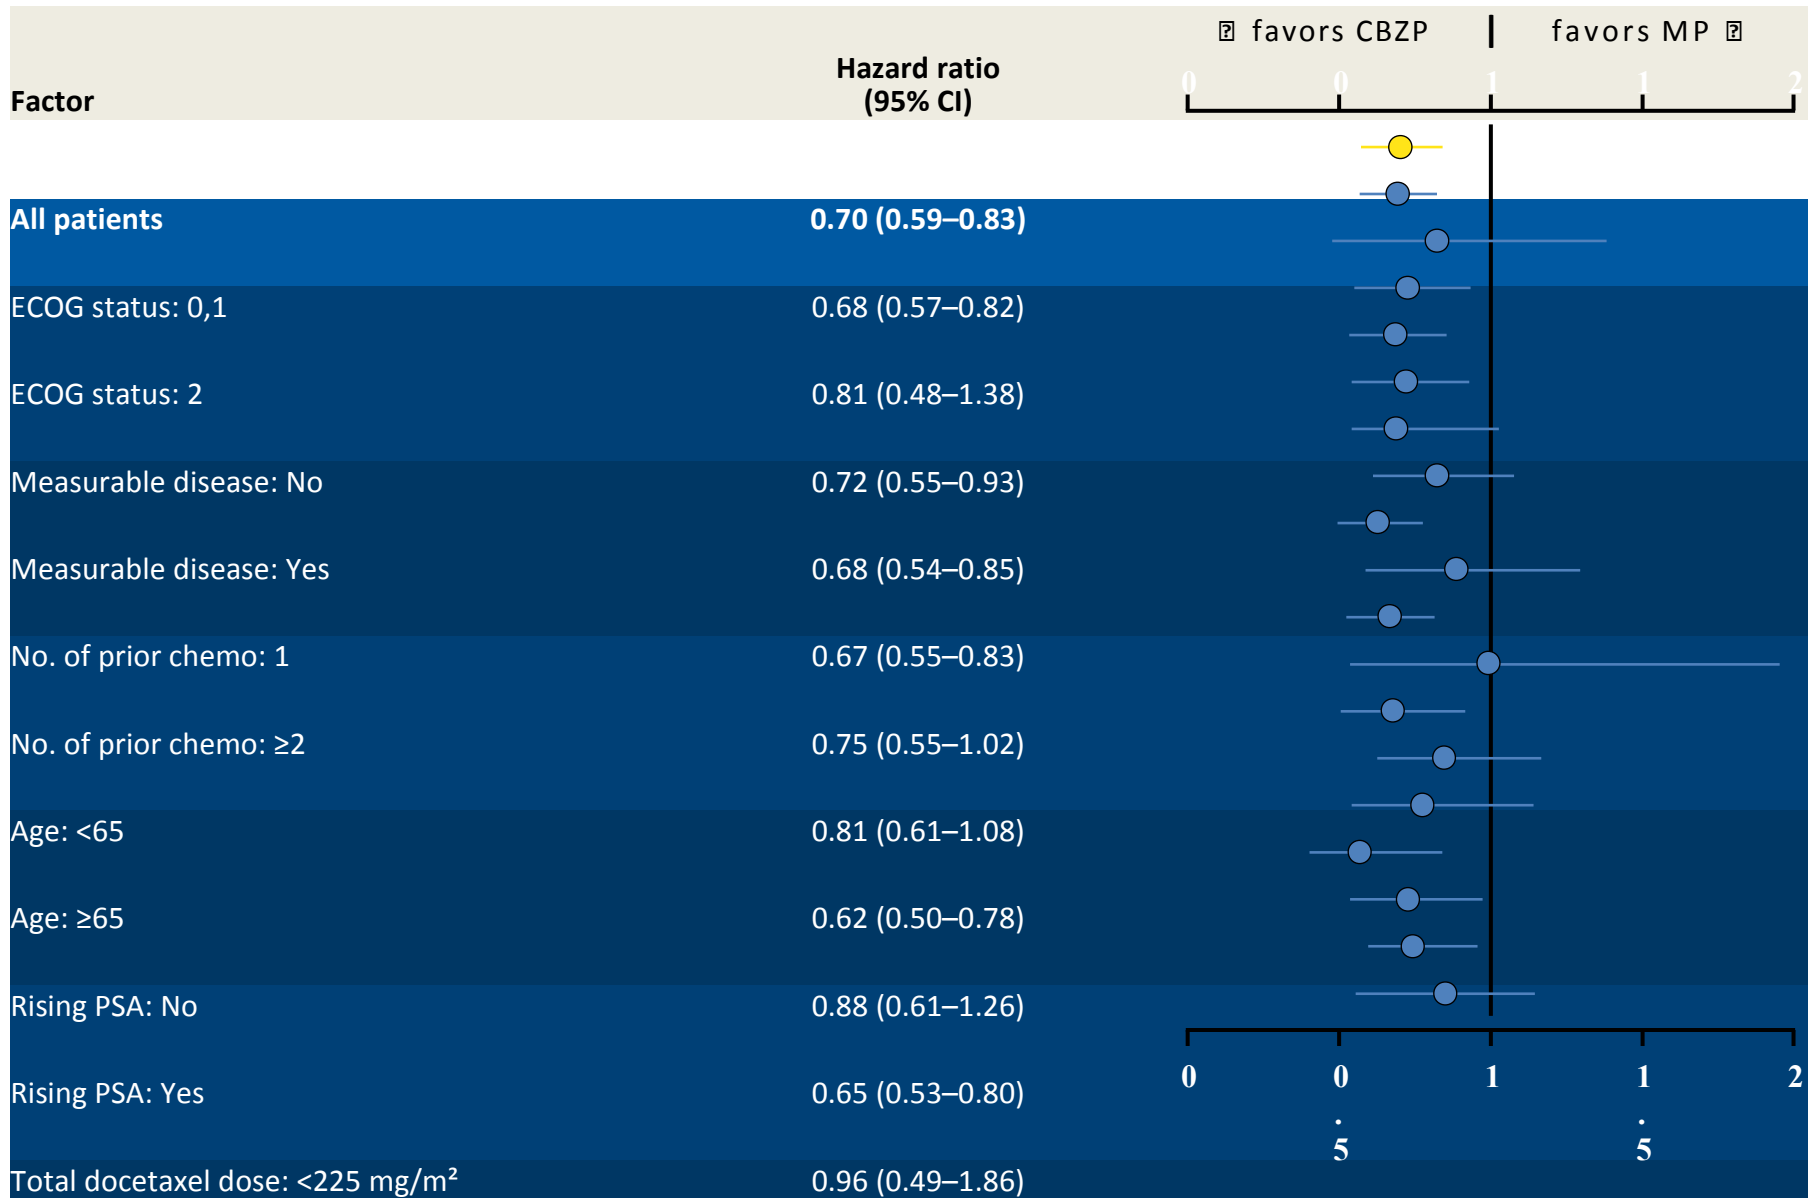 ⍰ favors CBZP | favors MP ⍰
Factor
Hazard ratio
(95% CI)
0 0 1 1 2
All patients 0.70 (0.59–0.83)
ECOG status: 0,1 0.68 (0.57–0.82)
ECOG status: 2 0.81 (0.48–1.38)
Measurable disease: No 0.72 (0.55–0.93)
Measurable disease: Yes 0.68 (0.54–0.85)
No. of prior chemo: 1 0.67 (0.55–0.83)
No. of prior chemo: ≥2 0.75 (0.55–1.02)
Age: <65 0.81 (0.61–1.08)
Age: ≥65 0.62 (0.50–0.78)
Rising PSA: No 0.88 (0.61–1.26)
Rising PSA: Yes 0.65 (0.53–0.80)
Total docetaxel dose: <225 mg/m² 0.96 (0.49–1.86)
0 0.5 1 1.5 2